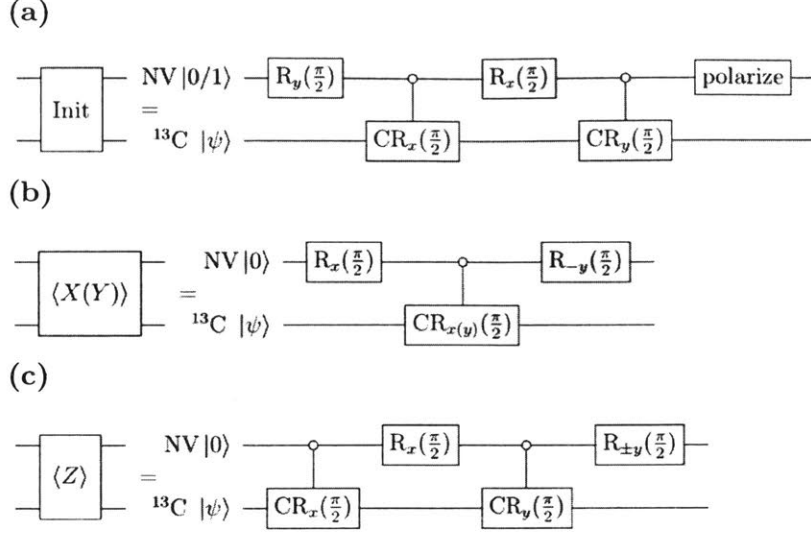 (a)
Init = NV |0/1⟩ R_y(π/2) R_x(π/2) polarize
¹³C |ψ⟩ CR_x(π/2) CR_y(π/2)
(b)
⟨X(Y)⟩ = NV |0⟩ R_x(π/2) R_{−y}(π/2)
¹³C |ψ⟩ CR_{x(y)}(π/2)
(c)
⟨Z⟩ = NV |0⟩ R_x(π/2) R_{±y}(π/2)
¹³C |ψ⟩ CR_x(π/2) CR_y(π/2)